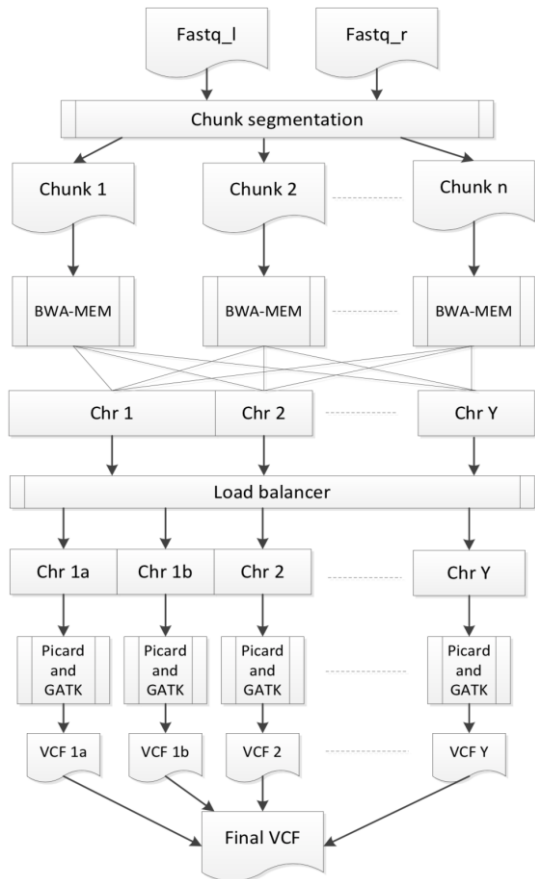 Fastq_l
Fastq_r
Chunk segmentation
Chunk 1
Chunk 2
Chunk n
BWA-MEM
BWA-MEM
BWA-MEM
Chr 1
Chr 2
Chr Y
Load balancer
Chr 1a
Chr 1b
Chr 2
Chr Y
Picard
and
GATK
Picard
and
GATK
Picard
and
GATK
Picard
and
GATK
VCF 1a
VCF 1b
VCF 2
VCF Y
Final VCF